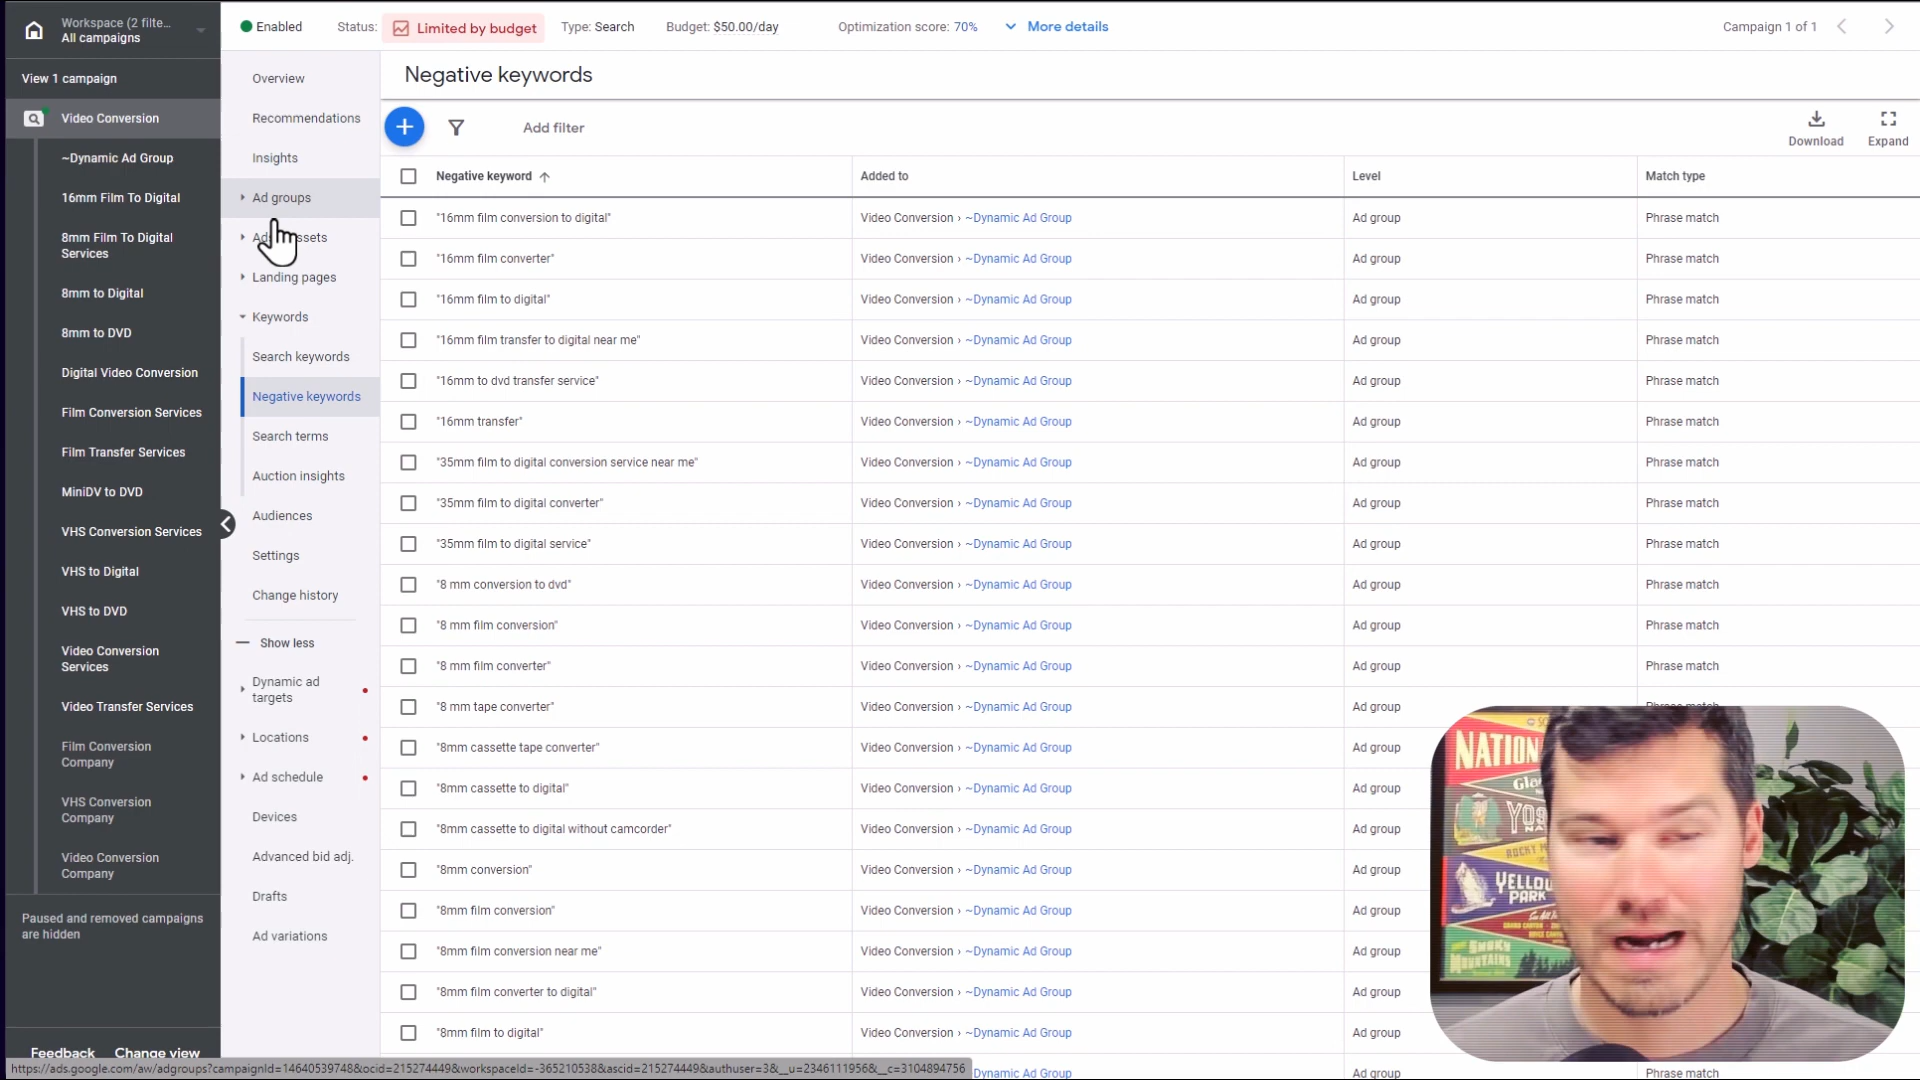 Workspace (2 filte...
All campaigns
Enabled
Status:
Limited by budget
Type: Search
Budget: $50.00/day
Optimization score: 70%
More details
Campaign 1 of 1
View 1 campaign
Video Conversion
~Dynamic Ad Group
16mm Film To Digital
8mm Film To Digital
Services
8mm to Digital
8mm to DVD
Digital Video Conversion
Film Conversion Services
Film Transfer Services
MiniDV to DVD
VHS Conversion Services
VHS to Digital
VHS to DVD
Video Conversion
Services
Video Transfer Services
Film Conversion
Company
VHS Conversion
Company
Video Conversion
Company
Paused and removed campaigns
are hidden
Feedback
Change view
Overview
Recommendations
Insights
Ad groups
Landing pages
Keywords
Search keywords
Negative keywords
Search terms
Auction insights
Audiences
Settings
Change history
Show less
Dynamic ad
targets
Locations
Ad schedule
Devices
Advanced bid adj.
Drafts
Ad variations
Negative keywords
Add filter
Download
Expand
Negative keyword Added to Level Match type
"16mm film conversion to digital" Video Conversion › ~Dynamic Ad Group Ad group Phrase match
"16mm film converter" Video Conversion › ~Dynamic Ad Group Ad group Phrase match
"16mm film to digital" Video Conversion › ~Dynamic Ad Group Ad group Phrase match
"16mm film transfer to digital near me" Video Conversion › ~Dynamic Ad Group Ad group Phrase match
"16mm to dvd transfer service" Video Conversion › ~Dynamic Ad Group Ad group Phrase match
"16mm transfer" Video Conversion › ~Dynamic Ad Group Ad group Phrase match
"35mm film to digital conversion service near me" Video Conversion › ~Dynamic Ad Group Ad group Phrase match
"35mm film to digital converter" Video Conversion › ~Dynamic Ad Group Ad group Phrase match
"35mm film to digital service" Video Conversion › ~Dynamic Ad Group Ad group Phrase match
"8 mm conversion to dvd" Video Conversion › ~Dynamic Ad Group Ad group Phrase match
"8 mm film conversion" Video Conversion › ~Dynamic Ad Group Ad group Phrase match
"8 mm film converter" Video Conversion › ~Dynamic Ad Group Ad group Phrase match
"8 mm tape converter" Video Conversion › ~Dynamic Ad Group Ad group
"8mm cassette tape converter" Video Conversion › ~Dynamic Ad Group Ad group
"8mm cassette to digital" Video Conversion › ~Dynamic Ad Group Ad group
"8mm cassette to digital without camcorder" Video Conversion › ~Dynamic Ad Group Ad group
"8mm conversion" Video Conversion › ~Dynamic Ad Group Ad group
"8mm film conversion" Video Conversion › ~Dynamic Ad Group Ad group
"8mm film conversion near me" Video Conversion › ~Dynamic Ad Group Ad group
"8mm film converter to digital" Video Conversion › ~Dynamic Ad Group Ad group
"8mm film to digital" Video Conversion › ~Dynamic Ad Group Ad group
Dynamic Ad Group Ad group Phrase match
https://ads.google.com/aw/adgroups?campaignId=14640539748&ocid=215274449&workspaceId=-365210538&ascid=215274449&authuser=3&__u=2346111956&__c=3104894756
NATION
YOS
ROCKY M
YELLOW
PARK
SMOKY
MOUNTAINS